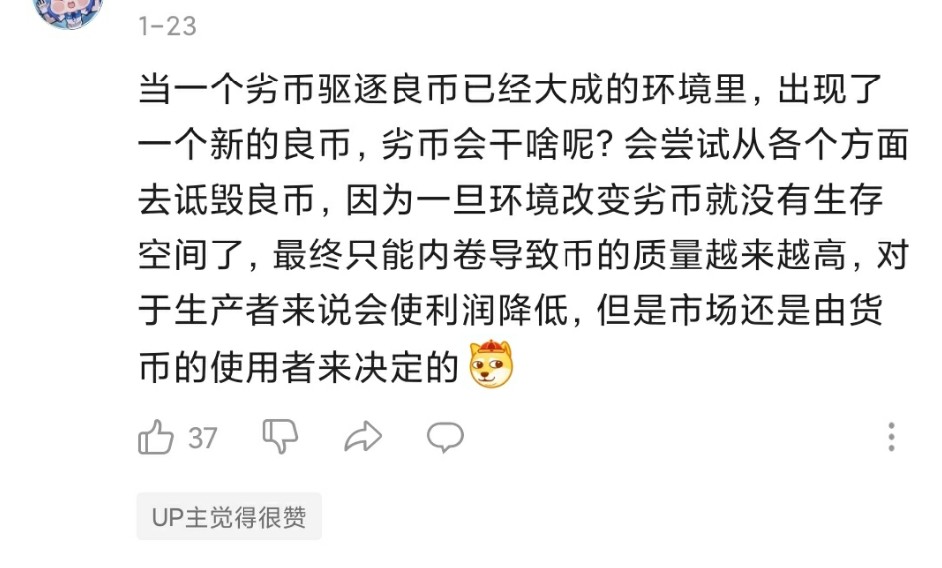 1-23
当一个劣币驱逐良币已经大成的环境里，出现了
一个新的良币，劣币会干啥呢？会尝试从各个方面
去诋毁良币，因为一旦环境改变劣币就没有生存
空间了，最终只能内卷导致币的质量越来越高，对
于生产者来说会使利润降低，但是市场还是由货
币的使用者来决定的
37
UP主觉得很赞